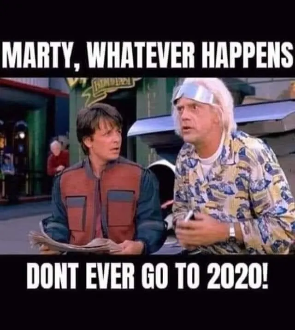 MARTY, WHATEVER HAPPENS
DONT EVER GO TO 2020!